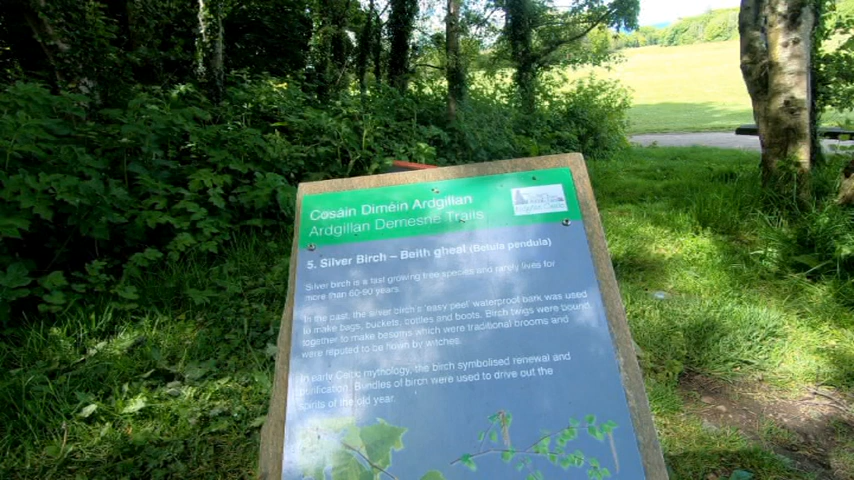 Cosáin Diméin Ardgillan
Ardgillan Demesne Trails
5. Silver Birch – Beith gheal (Betula pendula)
Silver birch is a fast growing tree species and rarely lives for
more than 60-90 years.
In the past, the silver birch's 'easy peel' waterproof bark was used
to make bags, buckets, bottles and boots. Birch twigs were bound
together to make besoms which were traditional brooms and
were reputed to be flown by witches.
In early Celtic mythology, the birch symbolised renewal and
purification. Bundles of birch were used to drive out the
spirits of the old year.